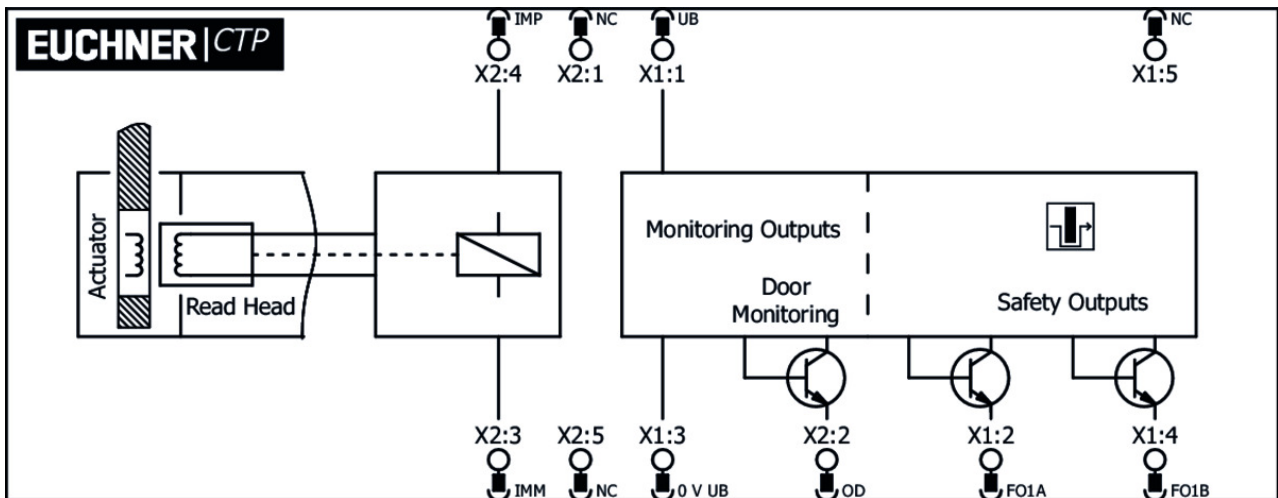 EUCHNER CTP
IMP NC UB NC
X2:4 X2:1 X1:1 X1:5
Actuator
Read Head
Monitoring Outputs
Door
Monitoring
Safety Outputs
X2:3 X2:5 X1:3 X2:2 X1:2 X1:4
IMM NC 0 V UB OD FO1A FO1B